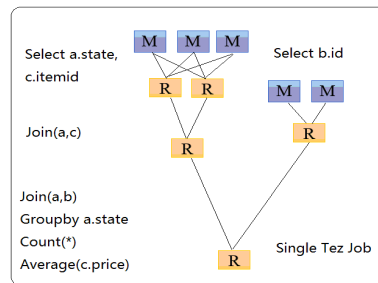 Select a.state,
c.itemid
M M M
Select b.id
R R
M M
R
Join(a,c)
R
Join(a,b)
Groupby a.state
Count(*)
Average(c.price)
R
Single Tez Job